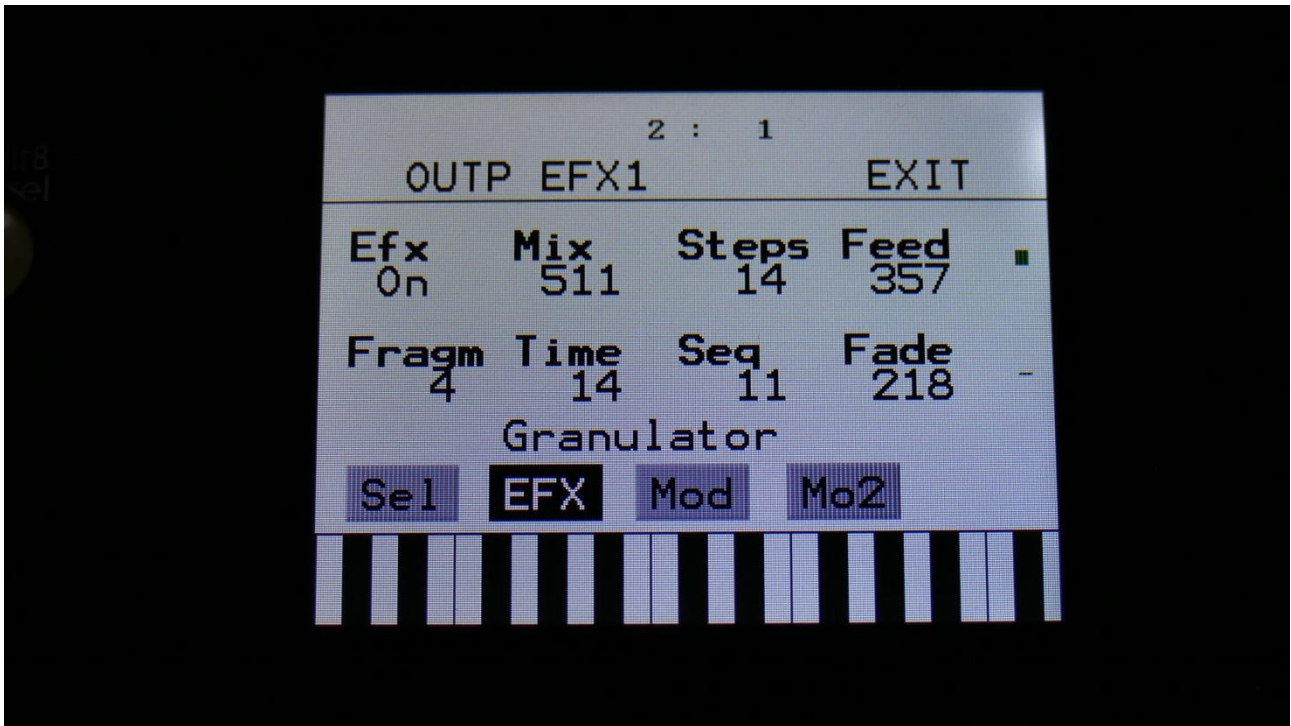 2 : 1
OUTP EFX1 EXIT
Efx Mix Steps Feed
On 511 14 357
Fragm Time Seq Fade
4 14 11 218
Granulator
Sel EFX Mod Mo2